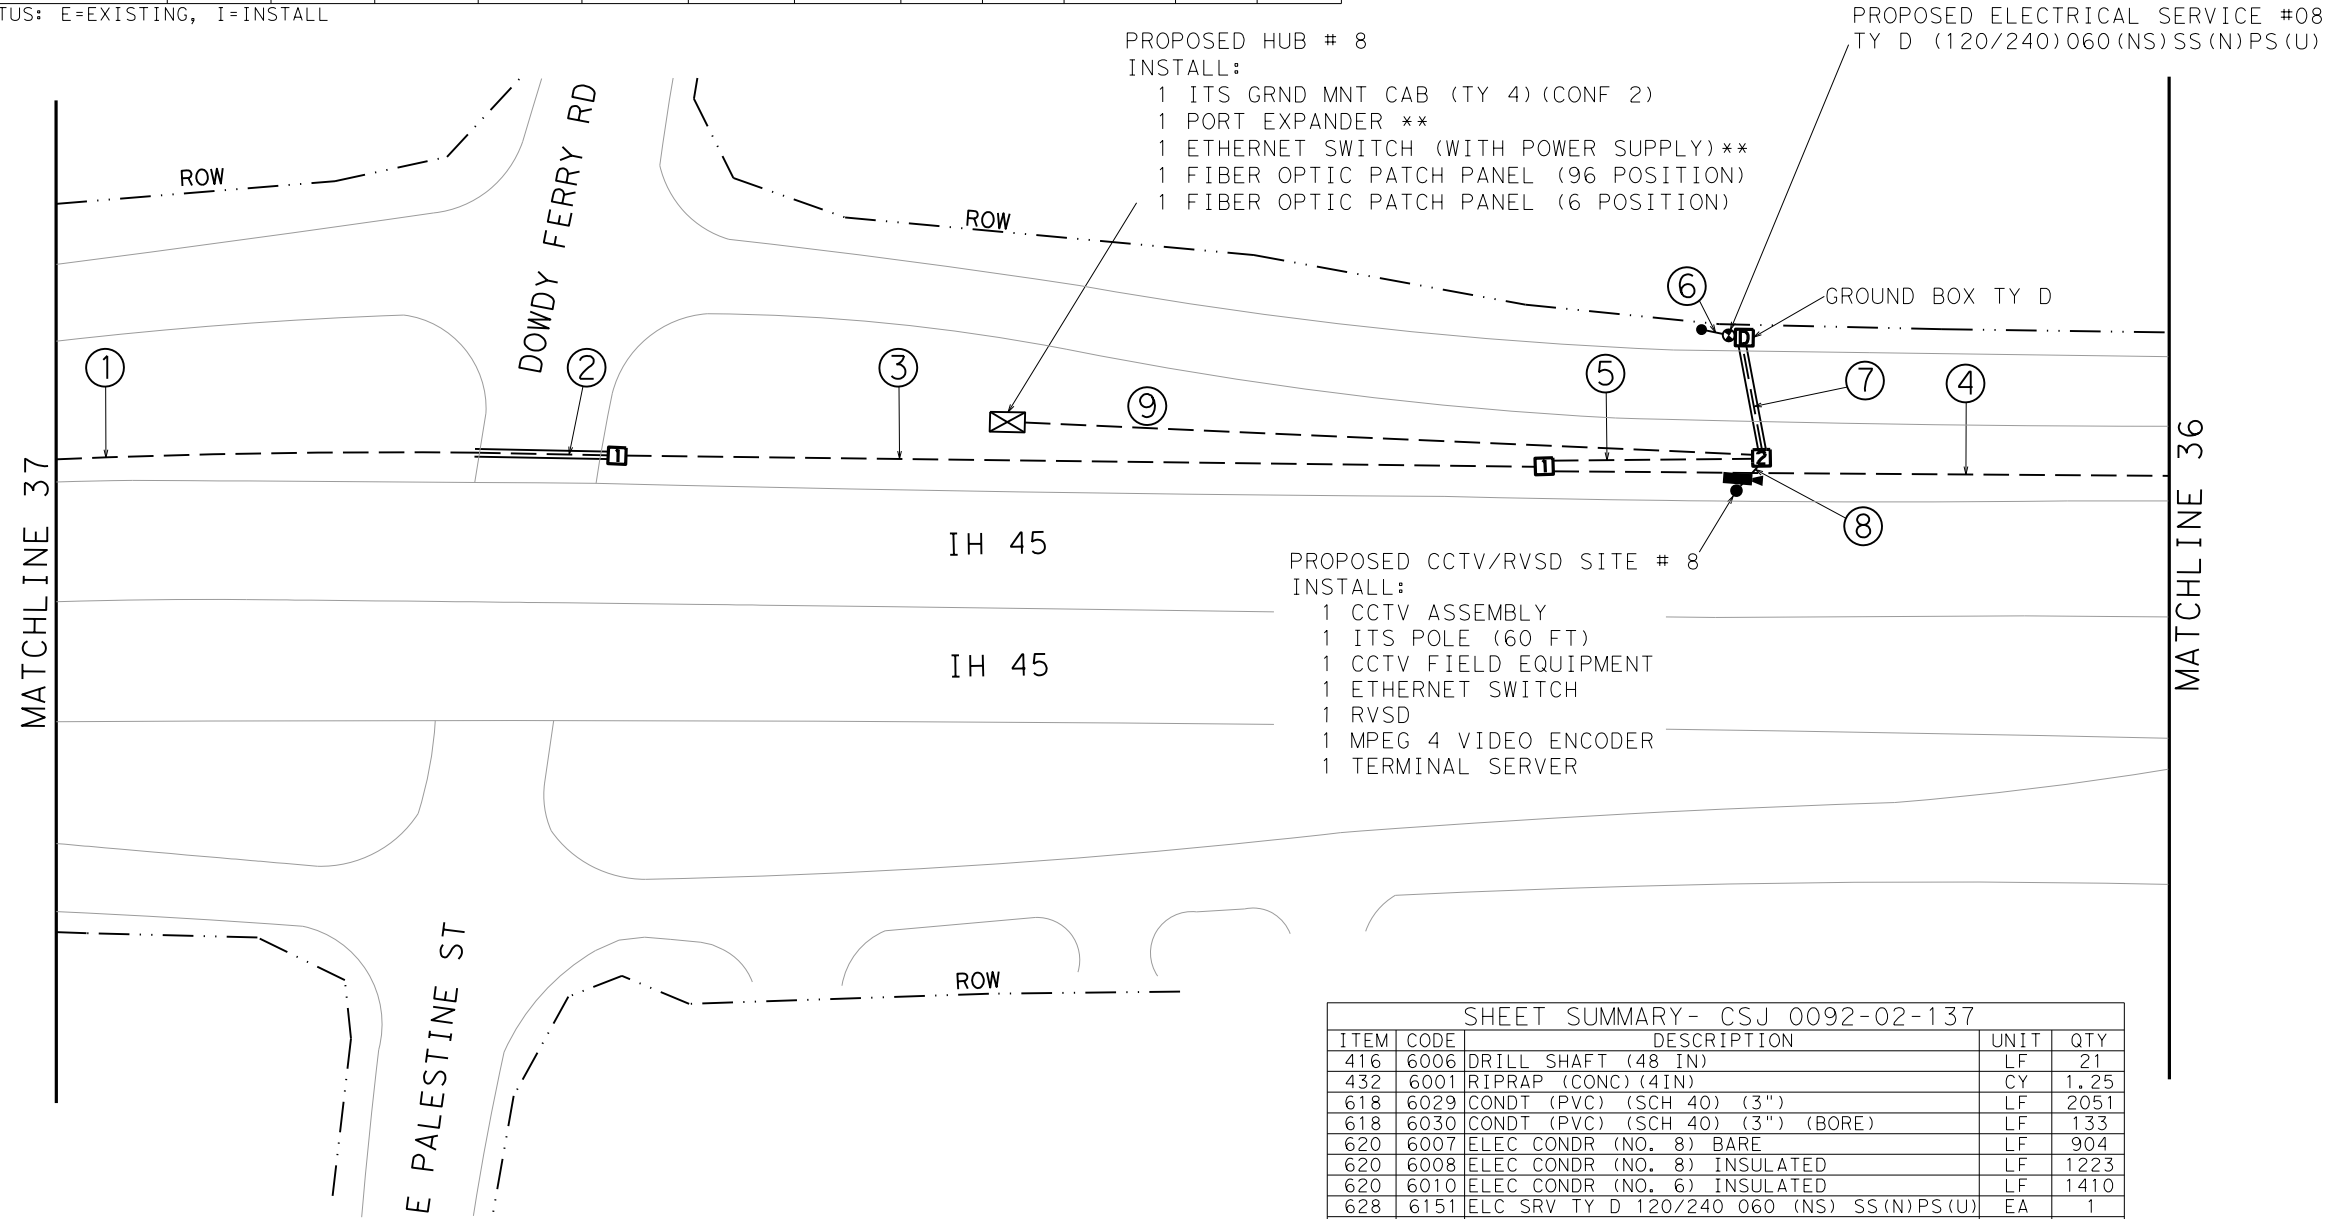 TUS: E=EXISTING, I=INSTALL
PROPOSED ELECTRICAL SERVICE #08
TY D (120/240)060(NS)SS(N)PS(U)
PROPOSED HUB # 8
INSTALL:
1 ITS GRND MNT CAB (TY 4)(CONF 2)
1 PORT EXPANDER **
1 ETHERNET SWITCH (WITH POWER SUPPLY)**
1 FIBER OPTIC PATCH PANEL (96 POSITION)
1 FIBER OPTIC PATCH PANEL (6 POSITION)
ROW
DOWDY FERRY RD
ROW
6
GROUND BOX TY D
D
1
2
3
5
7
4
9
1
1
2
8
MATCHLINE 37
MATCHLINE 36
IH 45
PROPOSED CCTV/RVSD SITE # 8
INSTALL:
1 CCTV ASSEMBLY
1 ITS POLE (60 FT)
1 CCTV FIELD EQUIPMENT
1 ETHERNET SWITCH
1 RVSD
1 MPEG 4 VIDEO ENCODER
1 TERMINAL SERVER
IH 45
E PALESTINE ST
ROW
SHEET SUMMARY- CSJ 0092-02-137
ITEM CODE DESCRIPTION UNIT QTY
416 6006 DRILL SHAFT (48 IN) LF 21
432 6001 RIPRAP (CONC)(4IN) CY 1.25
618 6029 CONDT (PVC) (SCH 40) (3") LF 2051
618 6030 CONDT (PVC) (SCH 40) (3") (BORE) LF 133
620 6007 ELEC CONDR (NO. 8) BARE LF 904
620 6008 ELEC CONDR (NO. 8) INSULATED LF 1223
620 6010 ELEC CONDR (NO. 6) INSULATED LF 1410
628 6151 ELC SRV TY D 120/240 060 (NS) SS(N)PS(U) EA 1